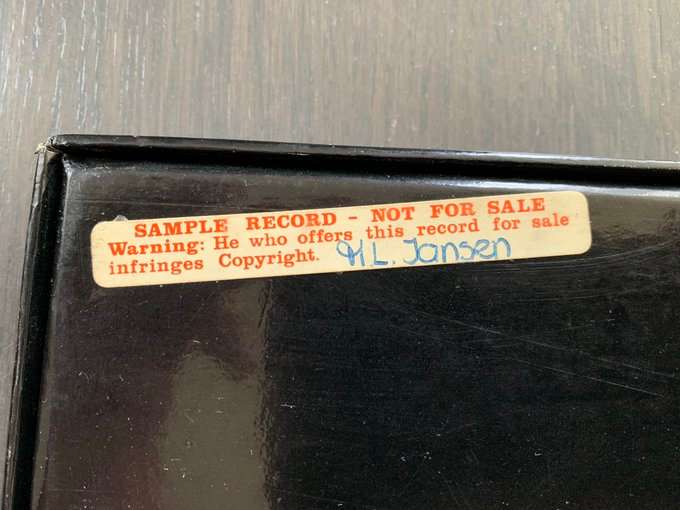 SAMPLE RECORD - NOT FOR SALE
Warning: He who offers this record for sale
infringes Copyright. H.L. Jansen